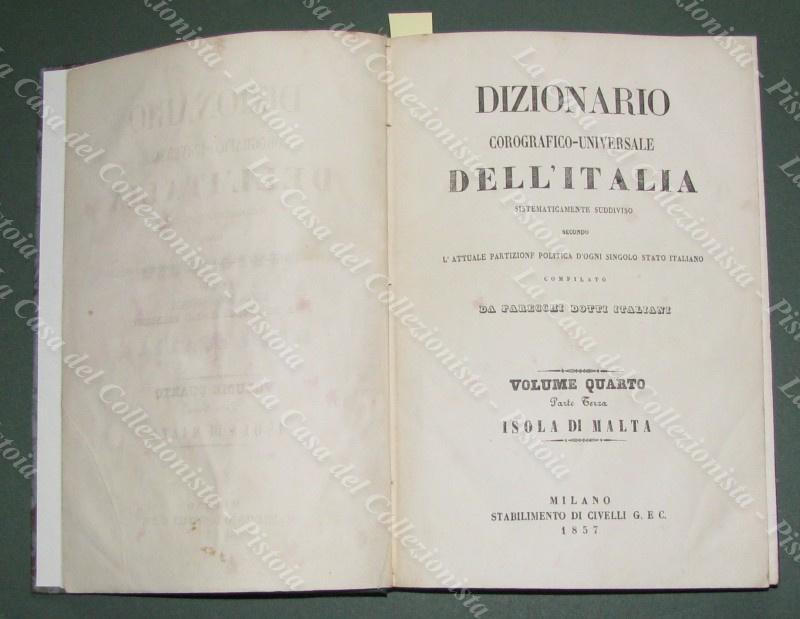 DIZIONARIO
COROGRAFICO-UNIVERSALE
DELL'ITALIA
SISTEMATICAMENTE SUDDIVISO
SECONDO
L'ATTUALE PARTIZIONE POLITICA D'OGNI SINGOLO STATO ITALIANO
COMPILATO
DA PARECCHI DOTTI ITALIANI
VOLUME QUARTO
Parte Terza
ISOLA DI MALTA
MILANO
STABILIMENTO DI CIVELLI G. E C.
1857
La Casa del Collezionista - Pistoia